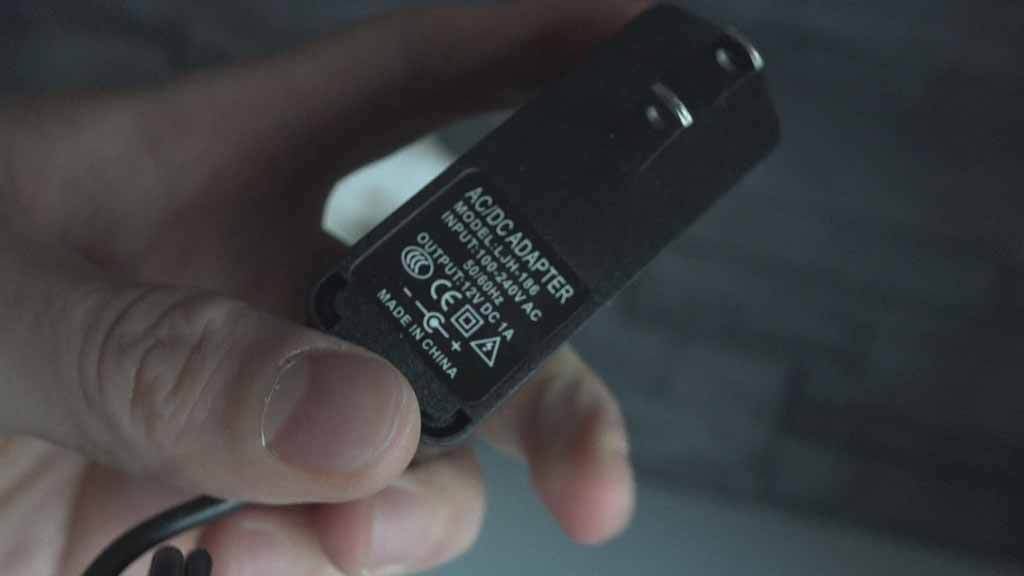 AC/DC ADAPTER
MODEL:LJH-186
INPUT:100-240V AC
50/60Hz
OUTPUT:12V DC 1A
CCC CE
- +
MADE IN CHINA